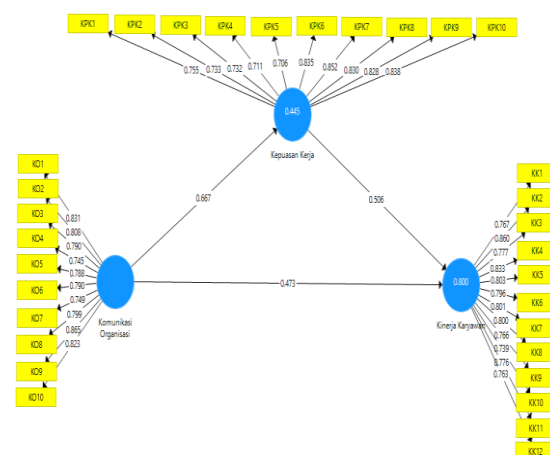 KPK1 KPK2 KPK3 KPK4 KPK5 KPK6 KPK7 KPK8 KPK9 KPK10
0.755 0.733 0.732 0.711 0.706 0.835 0.852 0.830 0.828 0.838
0.445
Kepuasan Kerja
0.667
0.506
0.473
KO1
KO2
KO3
KO4
KO5
KO6
KO7
KO8
KO9
KO10
0.831
0.808
0.790
0.745
0.788
0.790
0.749
0.799
0.865
0.823
Komunikasi
Organisasi
0.800
Kinerja Karyawan
0.767
0.860
0.777
0.833
0.803
0.796
0.801
0.800
0.766
0.739
0.776
0.763
KK1
KK2
KK3
KK4
KK5
KK6
KK7
KK8
KK9
KK10
KK11
KK12